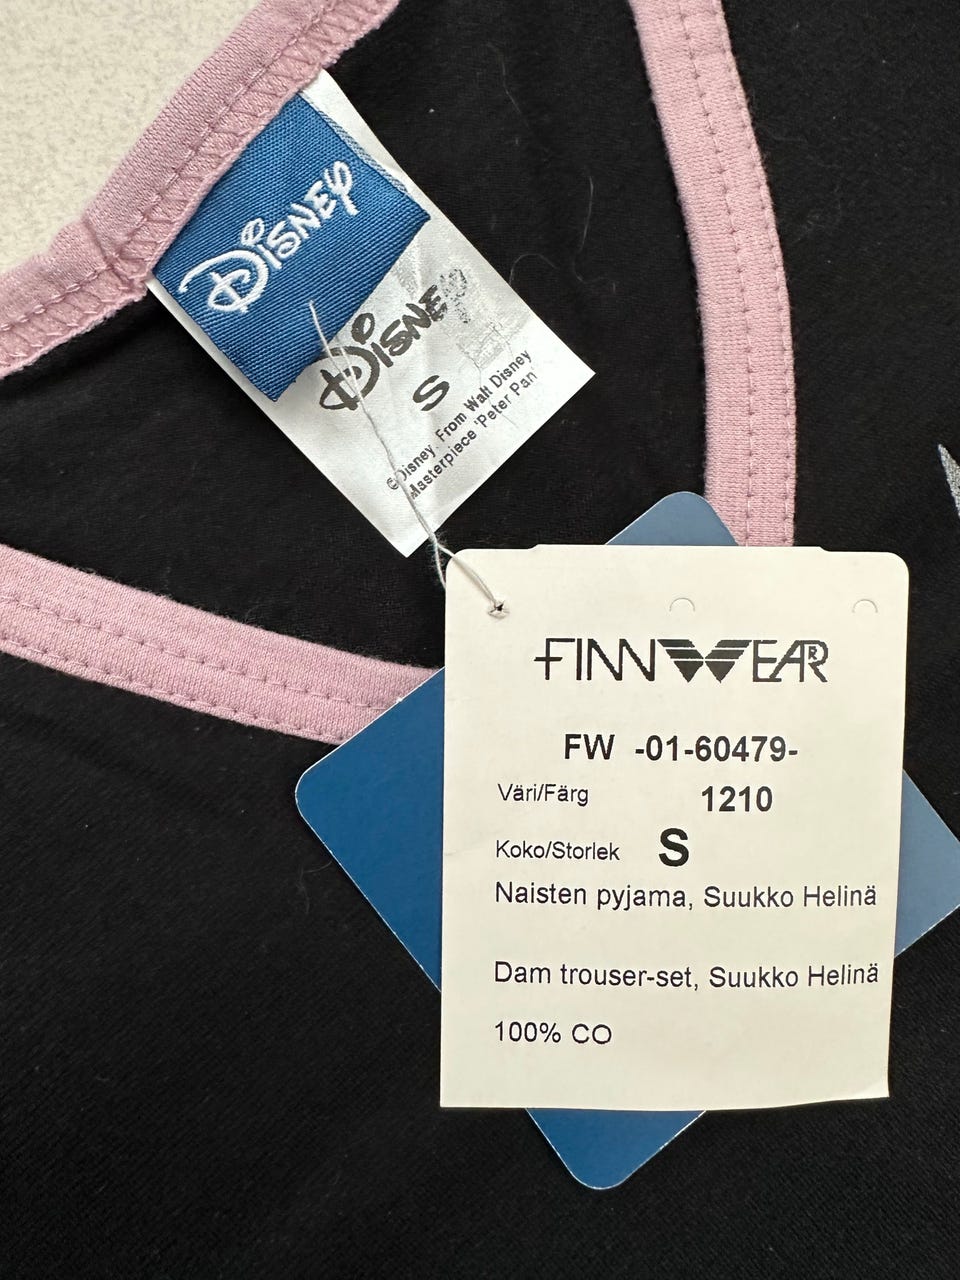 Disney
Disney
S
©Disney. From Walt Disney
Masterpiece 'Peter Pan'
FINNWEAR
FW -01-60479-
Väri/Färg 1210
Koko/Storlek S
Naisten pyjama, Suukko Helinä
Dam trouser-set, Suukko Helinä
100% CO